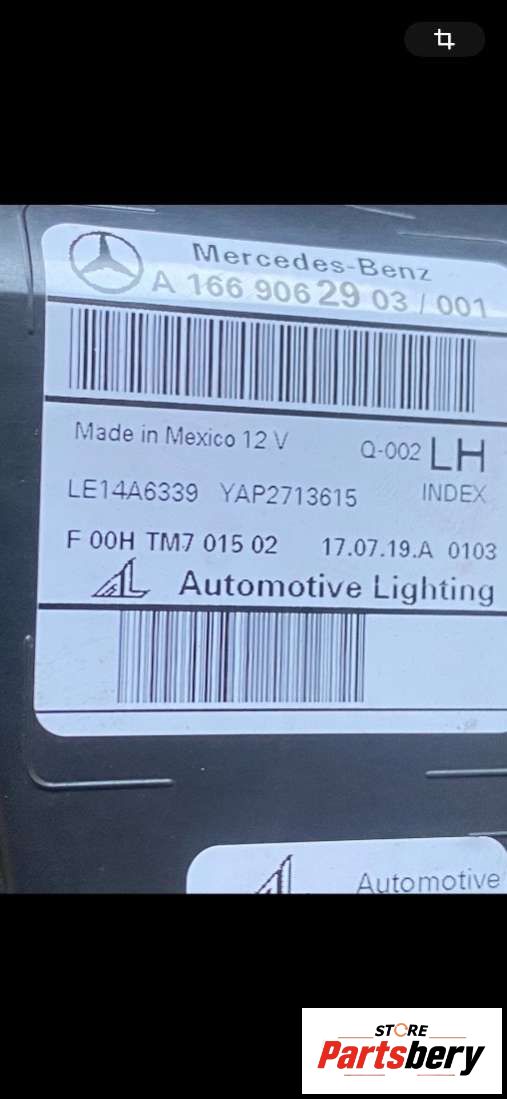 Mercedes-Benz
A 166 906 29 03 / 001
Made in Mexico 12 V
Q-002 LH
LE14A6339 YAP2713615 INDEX
F 00H TM7 015 02 17.07.19.A 0103
AL Automotive Lighting
Automotive
STORE
Partsbery